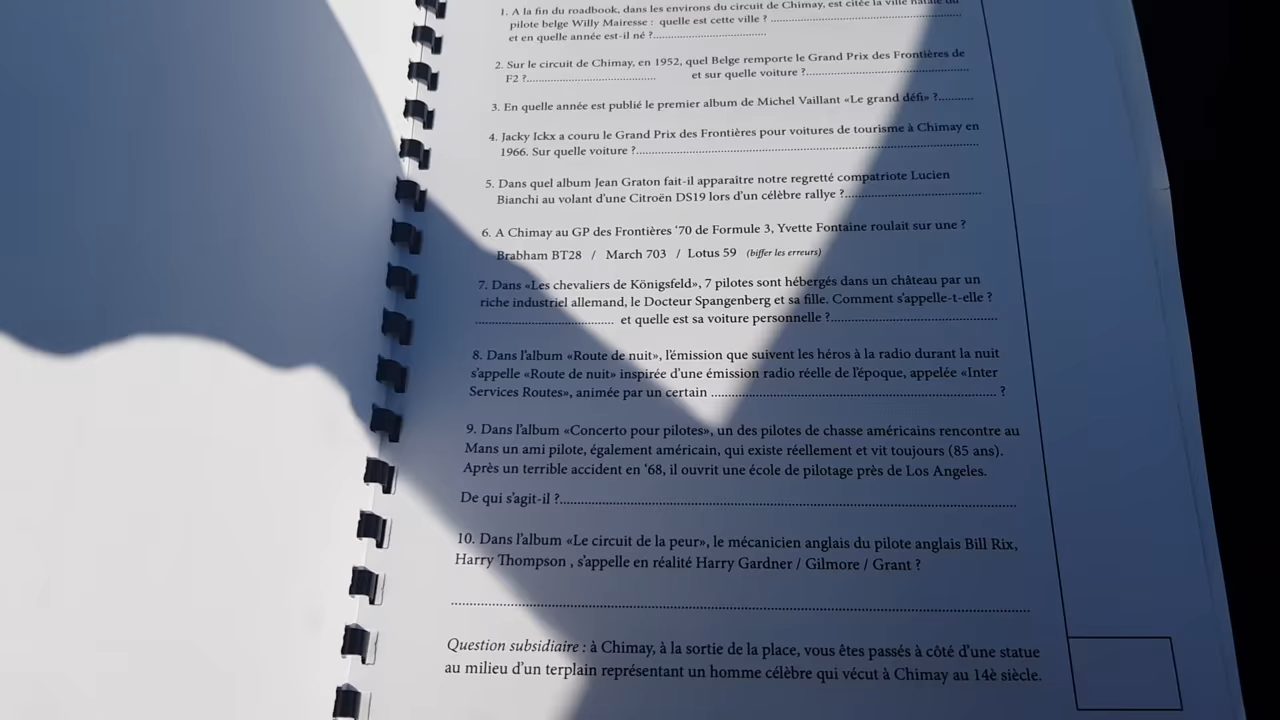 1. A la fin du roadbook, dans les environs du circuit de Chimay, est citée la ville natale du
pilote belge Willy Mairesse : quelle est cette ville ? ............................................................
et en quelle année est-il né ?...................................
2. Sur le circuit de Chimay, en 1952, quel Belge remporte le Grand Prix des Frontières de
F2 ?....................................... et sur quelle voiture ?..................................................
3. En quelle année est publié le premier album de Michel Vaillant «Le grand défi» ?..........
4. Jacky Ickx a couru le Grand Prix des Frontières pour voitures de tourisme à Chimay en
1966. Sur quelle voiture ?..........................................................................................................
5. Dans quel album Jean Graton fait-il apparaître notre regretté compatriote Lucien
Bianchi au volant d'une Citroën DS19 lors d'un célèbre rallye ?........................................
6. A Chimay au GP des Frontières '70 de Formule 3, Yvette Fontaine roulait sur une ?
Brabham BT28 / March 703 / Lotus 59 (biffer les erreurs)
7. Dans «Les chevaliers de Königsfeld», 7 pilotes sont hébergés dans un château par un
riche industriel allemand, le Docteur Spangenberg et sa fille. Comment s'appelle-t-elle ?
......................................... et quelle est sa voiture personnelle ?..................................................
8. Dans l'album «Route de nuit», l'émission que suivent les héros à la radio durant la nuit
s'appelle «Route de nuit» inspirée d'une émission radio réelle de l'époque, appelée «Inter
Services Routes», animée par un certain ..................................................................................... ?
9. Dans l'album «Concerto pour pilotes», un des pilotes de chasse américains rencontre au
Mans un ami pilote, également américain, qui existe réellement et vit toujours (85 ans).
Après un terrible accident en '68, il ouvrit une école de pilotage près de Los Angeles.
De qui s'agit-il ?.........................................................................................................................
10. Dans l'album «Le circuit de la peur», le mécanicien anglais du pilote anglais Bill Rix,
Harry Thompson , s'appelle en réalité Harry Gardner / Gilmore / Grant ?
..............................................................................................................................................
Question subsidiaire : à Chimay, à la sortie de la place, vous êtes passés à côté d'une statue
au milieu d'un terplain représentant un homme célèbre qui vécut à Chimay au 14è siècle.